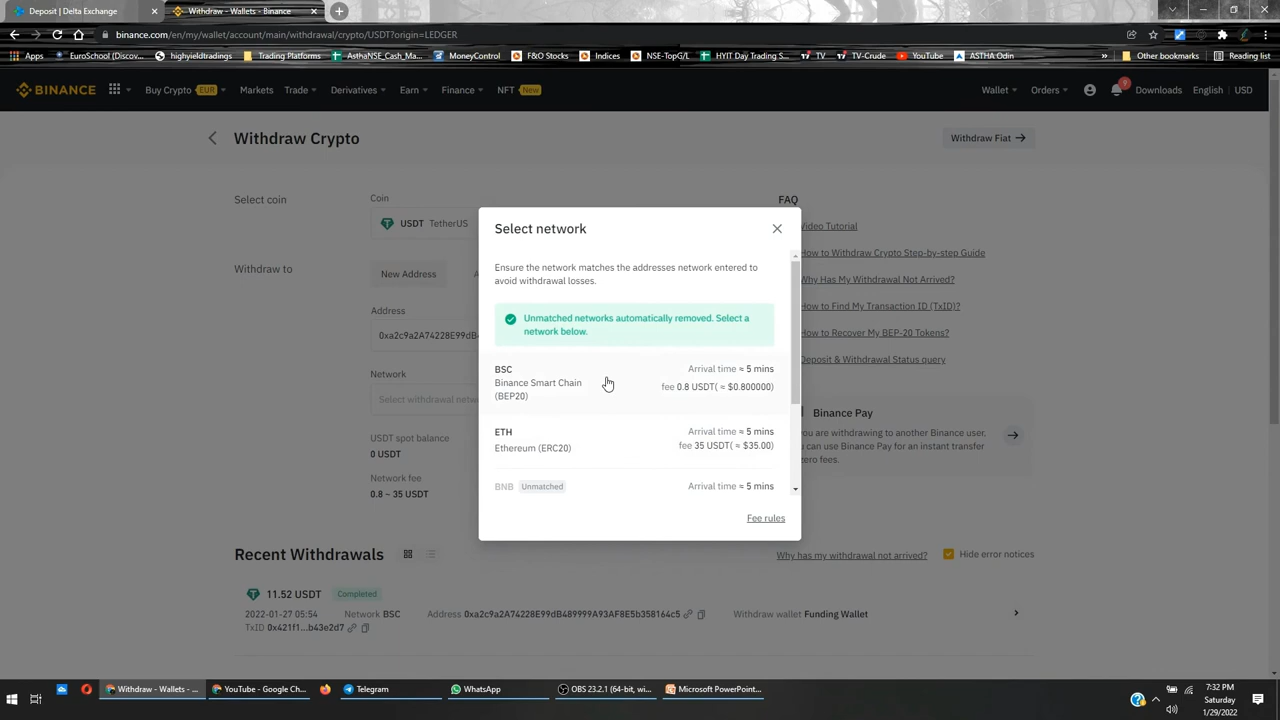 Deposit | Delta Exchange
Withdraw - Wallets - Binance
binance.com/en/my/wallet/account/main/withdrawal/crypto/USDT?origin=LEDGER
Apps EuroSchool (Discov... highyieldtradings Trading Platforms AsthaNSE_Cash_Ma... MoneyControl F&O Stocks Indices NSE-TopG/L HYIT Day Trading S... TV TV-Crude YouTube ASTHA Odin » Other bookmarks Reading list
BINANCE Buy Crypto EUR Markets Trade Derivatives Earn Finance NFT New Wallet Orders 9 Downloads English USD
Withdraw Crypto
Withdraw Fiat
Select coin
Coin
USDT TetherUS
Withdraw to
New Address
Address
0xa2c9a2A74228E99dB4
Network
Select withdrawal netw
USDT spot balance
0 USDT
Network fee
0.8 ~ 35 USDT
Select network
Ensure the network matches the addresses network entered to
avoid withdrawal losses.
Unmatched networks automatically removed. Select a
network below.
BSC Arrival time ≈ 5 mins
Binance Smart Chain fee 0.8 USDT( ≈ $0.800000)
(BEP20)
ETH Arrival time ≈ 5 mins
Ethereum (ERC20) fee 35 USDT( ≈ $35.00)
BNB Unmatched Arrival time ≈ 5 mins
Fee rules
FAQ
Video Tutorial
How to Withdraw Crypto Step-by-step Guide
Why Has My Withdrawal Not Arrived?
How to Find My Transaction ID (TxID)?
How to Recover My BEP-20 Tokens?
Deposit & Withdrawal Status query
Binance Pay
you are withdrawing to another Binance user,
can use Binance Pay for an instant transfer
zero fees.
Recent Withdrawals
Why has my withdrawal not arrived?
Hide error notices
11.52 USDT Completed
2022-01-27 05:54 Network BSC Address 0xa2c9a2A74228E99dB489999A93AF8E5b358164c5 Withdraw wallet Funding Wallet
TxID 0x421f1...b43e2d7
Withdraw - Wallets - ... YouTube - Google Ch... Telegram WhatsApp OBS 23.2.1 (64-bit, wi... Microsoft PowerPoint...
7:32 PM
Saturday
1/29/2022